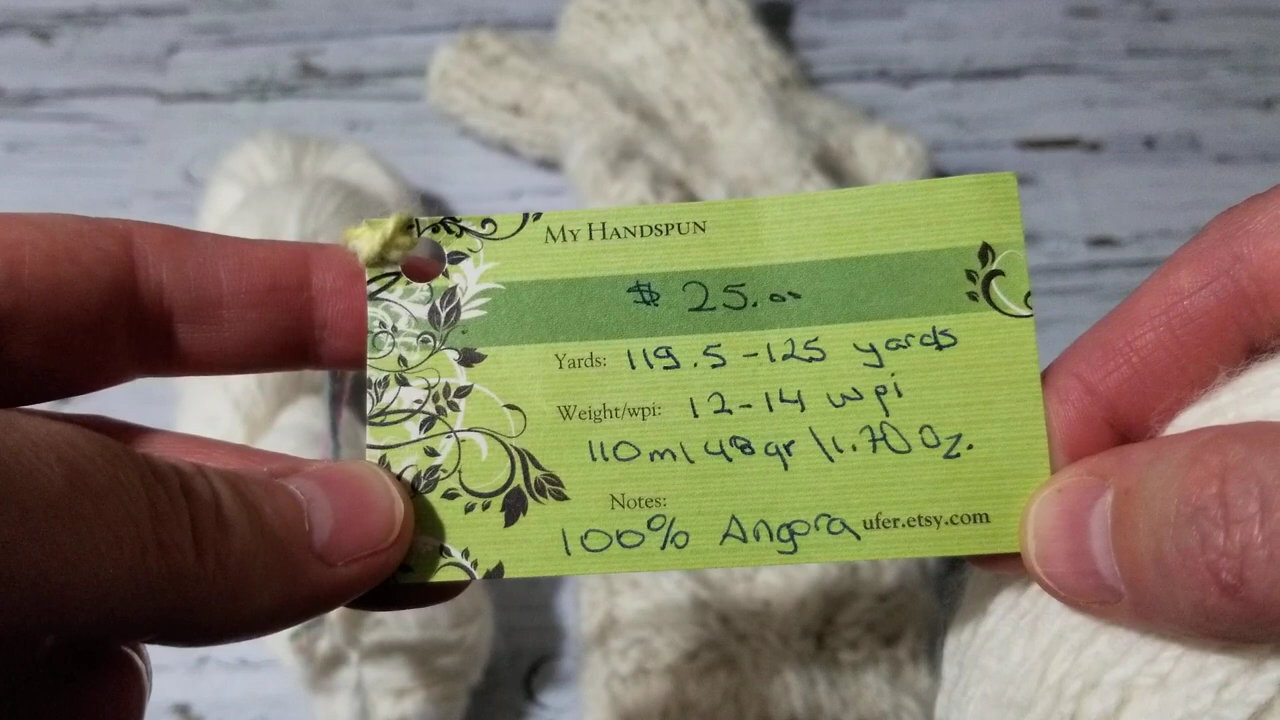 My Handspun
$ 25.00
Yards: 119.5-125 yards
Weight/wpi: 12-14 wpi
110m/48gr/1.70 Oz.
Notes:
100% Angora ufer.etsy.com